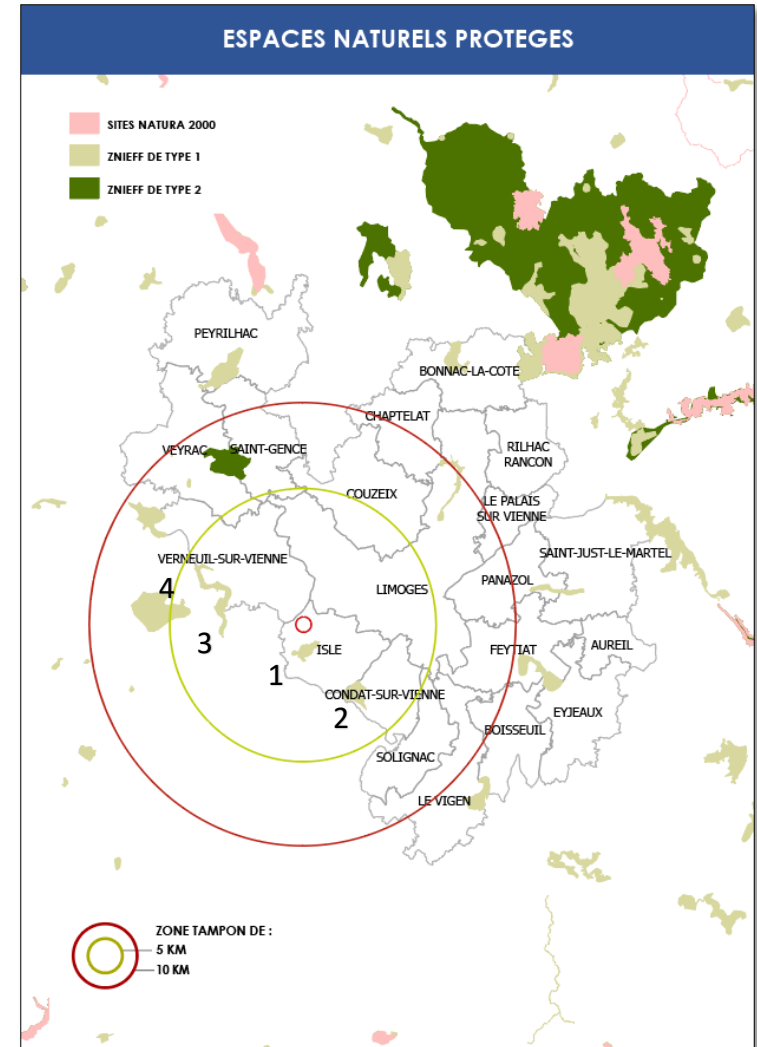 ESPACES NATURELS PROTEGES
SITES NATURA 2000
ZNIEFF DE TYPE 1
ZNIEFF DE TYPE 2
PEYRILHAC
BONNAC-LA-COTE
CHAPTELAT
VEYRAC
SAINT-GENCE
RILHAC
RANCON
COUZEIX
LE PALAIS
SUR VIENNE
VERNEUIL-SUR-VIENNE
SAINT-JUST-LE-MARTEL
4
LIMOGES
PANAZOL
3
ISLE
FEYTIAT
AUREIL
1
CONDAT-SUR-VIENNE
2
EYJEAUX
BOISSEUIL
SOLIGNAC
LE VIGEN
ZONE TAMPON DE :
5 KM
10 KM